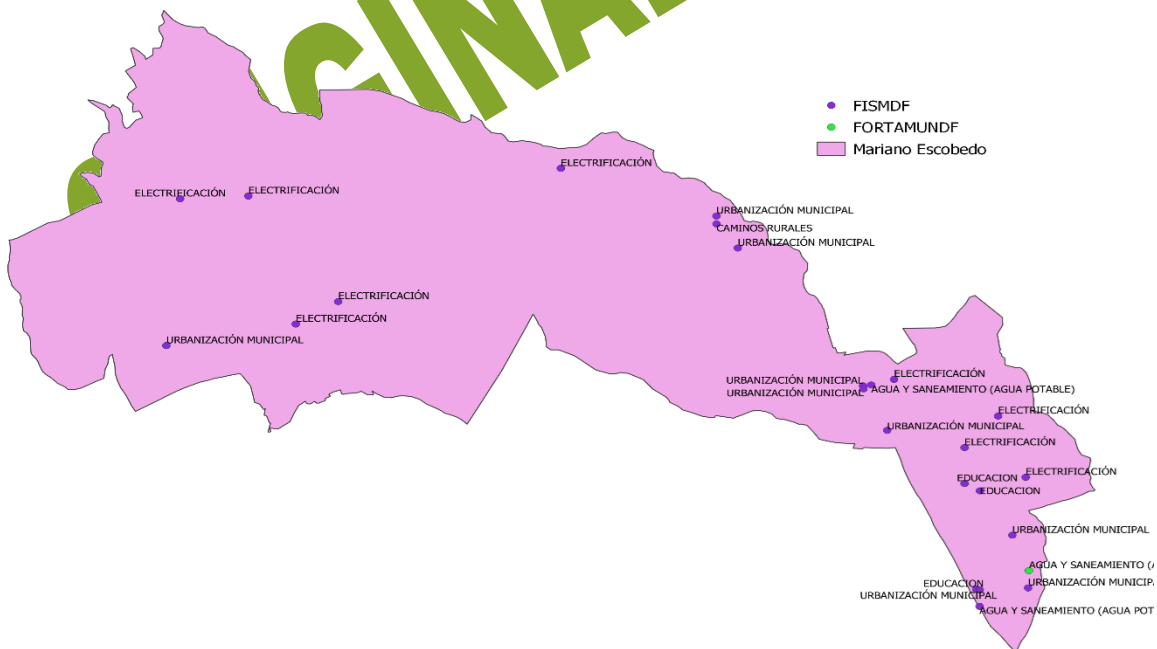 FISMDF
FORTAMUNDF
Mariano Escobedo
ELECTRIFICACIÓN
ELECTRIFICACIÓN
ELECTRIFICACIÓN
URBANIZACIÓN MUNICIPAL
CAMINOS RURALES
URBANIZACIÓN MUNICIPAL
ELECTRIFICACIÓN
ELECTRIFICACIÓN
URBANIZACIÓN MUNICIPAL
ELECTRIFICACIÓN
URBANIZACIÓN MUNICIPAL
URBANIZACIÓN MUNICIPAL
AGUA Y SANEAMIENTO (AGUA POTABLE)
ELECTRIFICACIÓN
URBANIZACIÓN MUNICIPAL
ELECTRIFICACIÓN
ELECTRIFICACIÓN
EDUCACION
EDUCACION
URBANIZACIÓN MUNICIPAL
AGUA Y SANEAMIENTO (
EDUCACION
URBANIZACIÓN MUNICIPAL
URBANIZACIÓN
AGUA Y SANEAMIENTO (AGUA